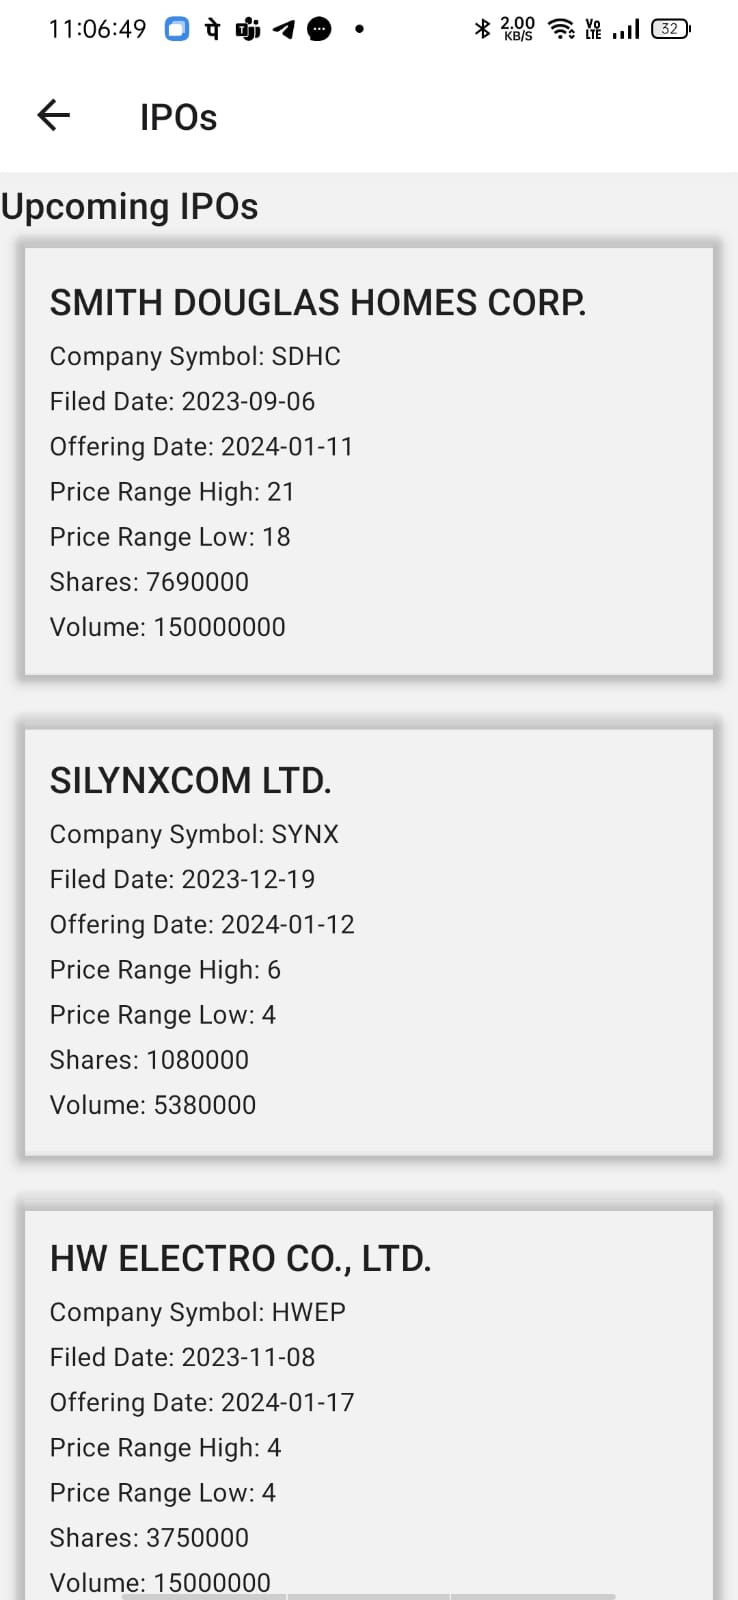 11:06:49 पे 2.00 KB/S Vo LTE 32
IPOs
Upcoming IPOs
SMITH DOUGLAS HOMES CORP.
Company Symbol: SDHC
Filed Date: 2023-09-06
Offering Date: 2024-01-11
Price Range High: 21
Price Range Low: 18
Shares: 7690000
Volume: 150000000
SILYNXCOM LTD.
Company Symbol: SYNX
Filed Date: 2023-12-19
Offering Date: 2024-01-12
Price Range High: 6
Price Range Low: 4
Shares: 1080000
Volume: 5380000
HW ELECTRO CO., LTD.
Company Symbol: HWEP
Filed Date: 2023-11-08
Offering Date: 2024-01-17
Price Range High: 4
Price Range Low: 4
Shares: 3750000
Volume: 15000000